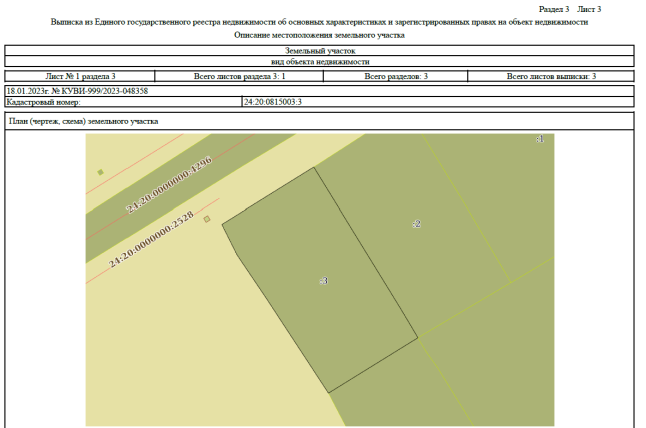 Раздел 3 Лист 3
Выписка из Единого государственного реестра недвижимости об основных характеристиках и зарегистрированных правах на объект недвижимости
Описание местоположения земельного участка
Земельный участок
вид объекта недвижимости
Лист № 1 раздела 3 Всего листов раздела 3: 1 Всего разделов: 3 Всего листов выписки: 3
18.01.2023г. № КУВИ-999/2023-048358
Кадастровый номер: 24:20:0815003:3
План (чертеж, схема) земельного участка
:1
24:20:0000000:4296
24:20:0000000:2528
:2
:3